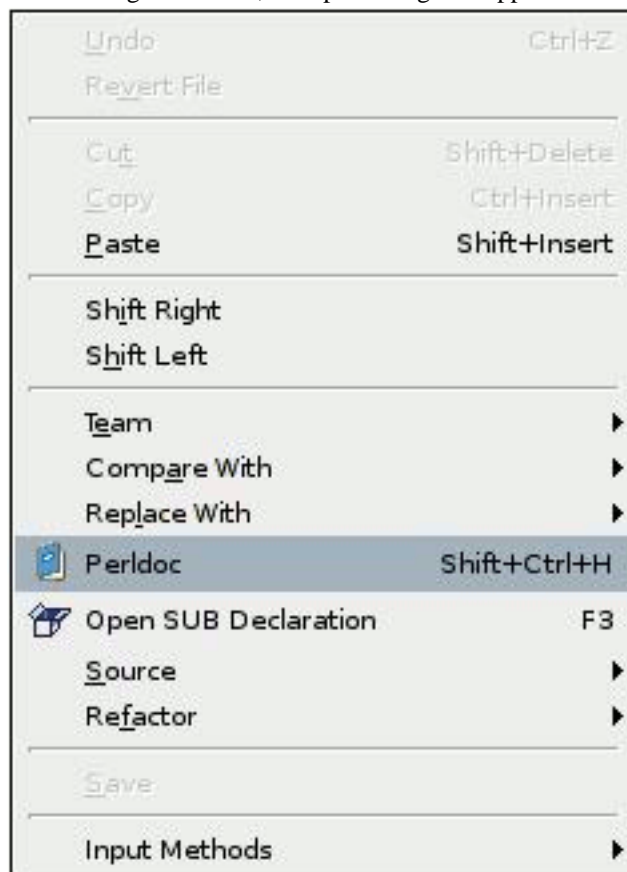 Undo Ctrl+Z
Revert File
Cut Shift+Delete
Copy Ctrl+Insert
Paste Shift+Insert
Shift Right
Shift Left
Team
Compare With
Replace With
Perldoc Shift+Ctrl+H
Open SUB Declaration F3
Source
Refactor
Save
Input Methods